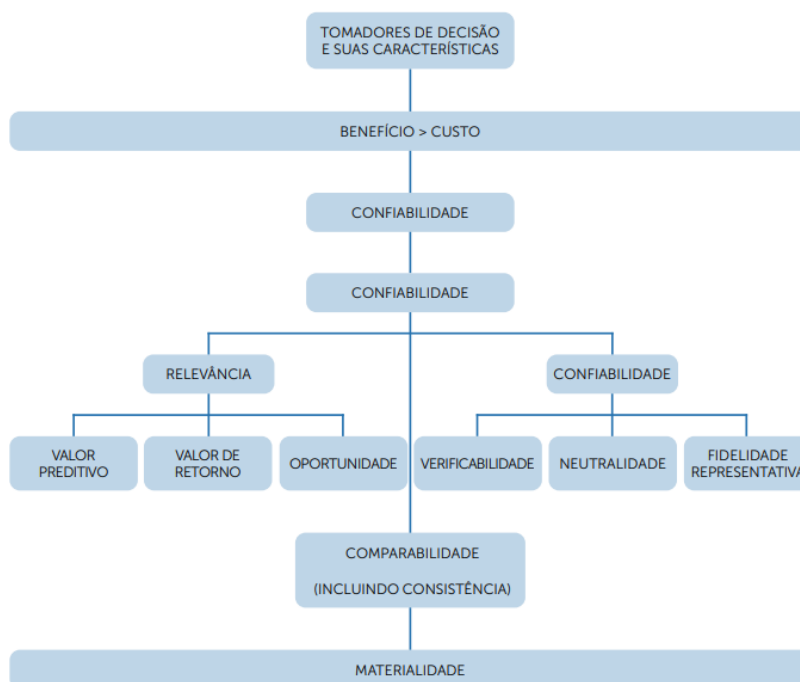 TOMADORES DE DECISÃO
E SUAS CARACTERÍSTICAS
BENEFÍCIO > CUSTO
CONFIABILIDADE
CONFIABILIDADE
RELEVÂNCIA
CONFIABILIDADE
VALOR
PREDITIVO
VALOR DE
RETORNO
OPORTUNIDADE
VERIFICABILIDADE
NEUTRALIDADE
FIDELIDADE
REPRESENTATIVA
COMPARABILIDADE
(INCLUINDO CONSISTÊNCIA)
MATERIALIDADE